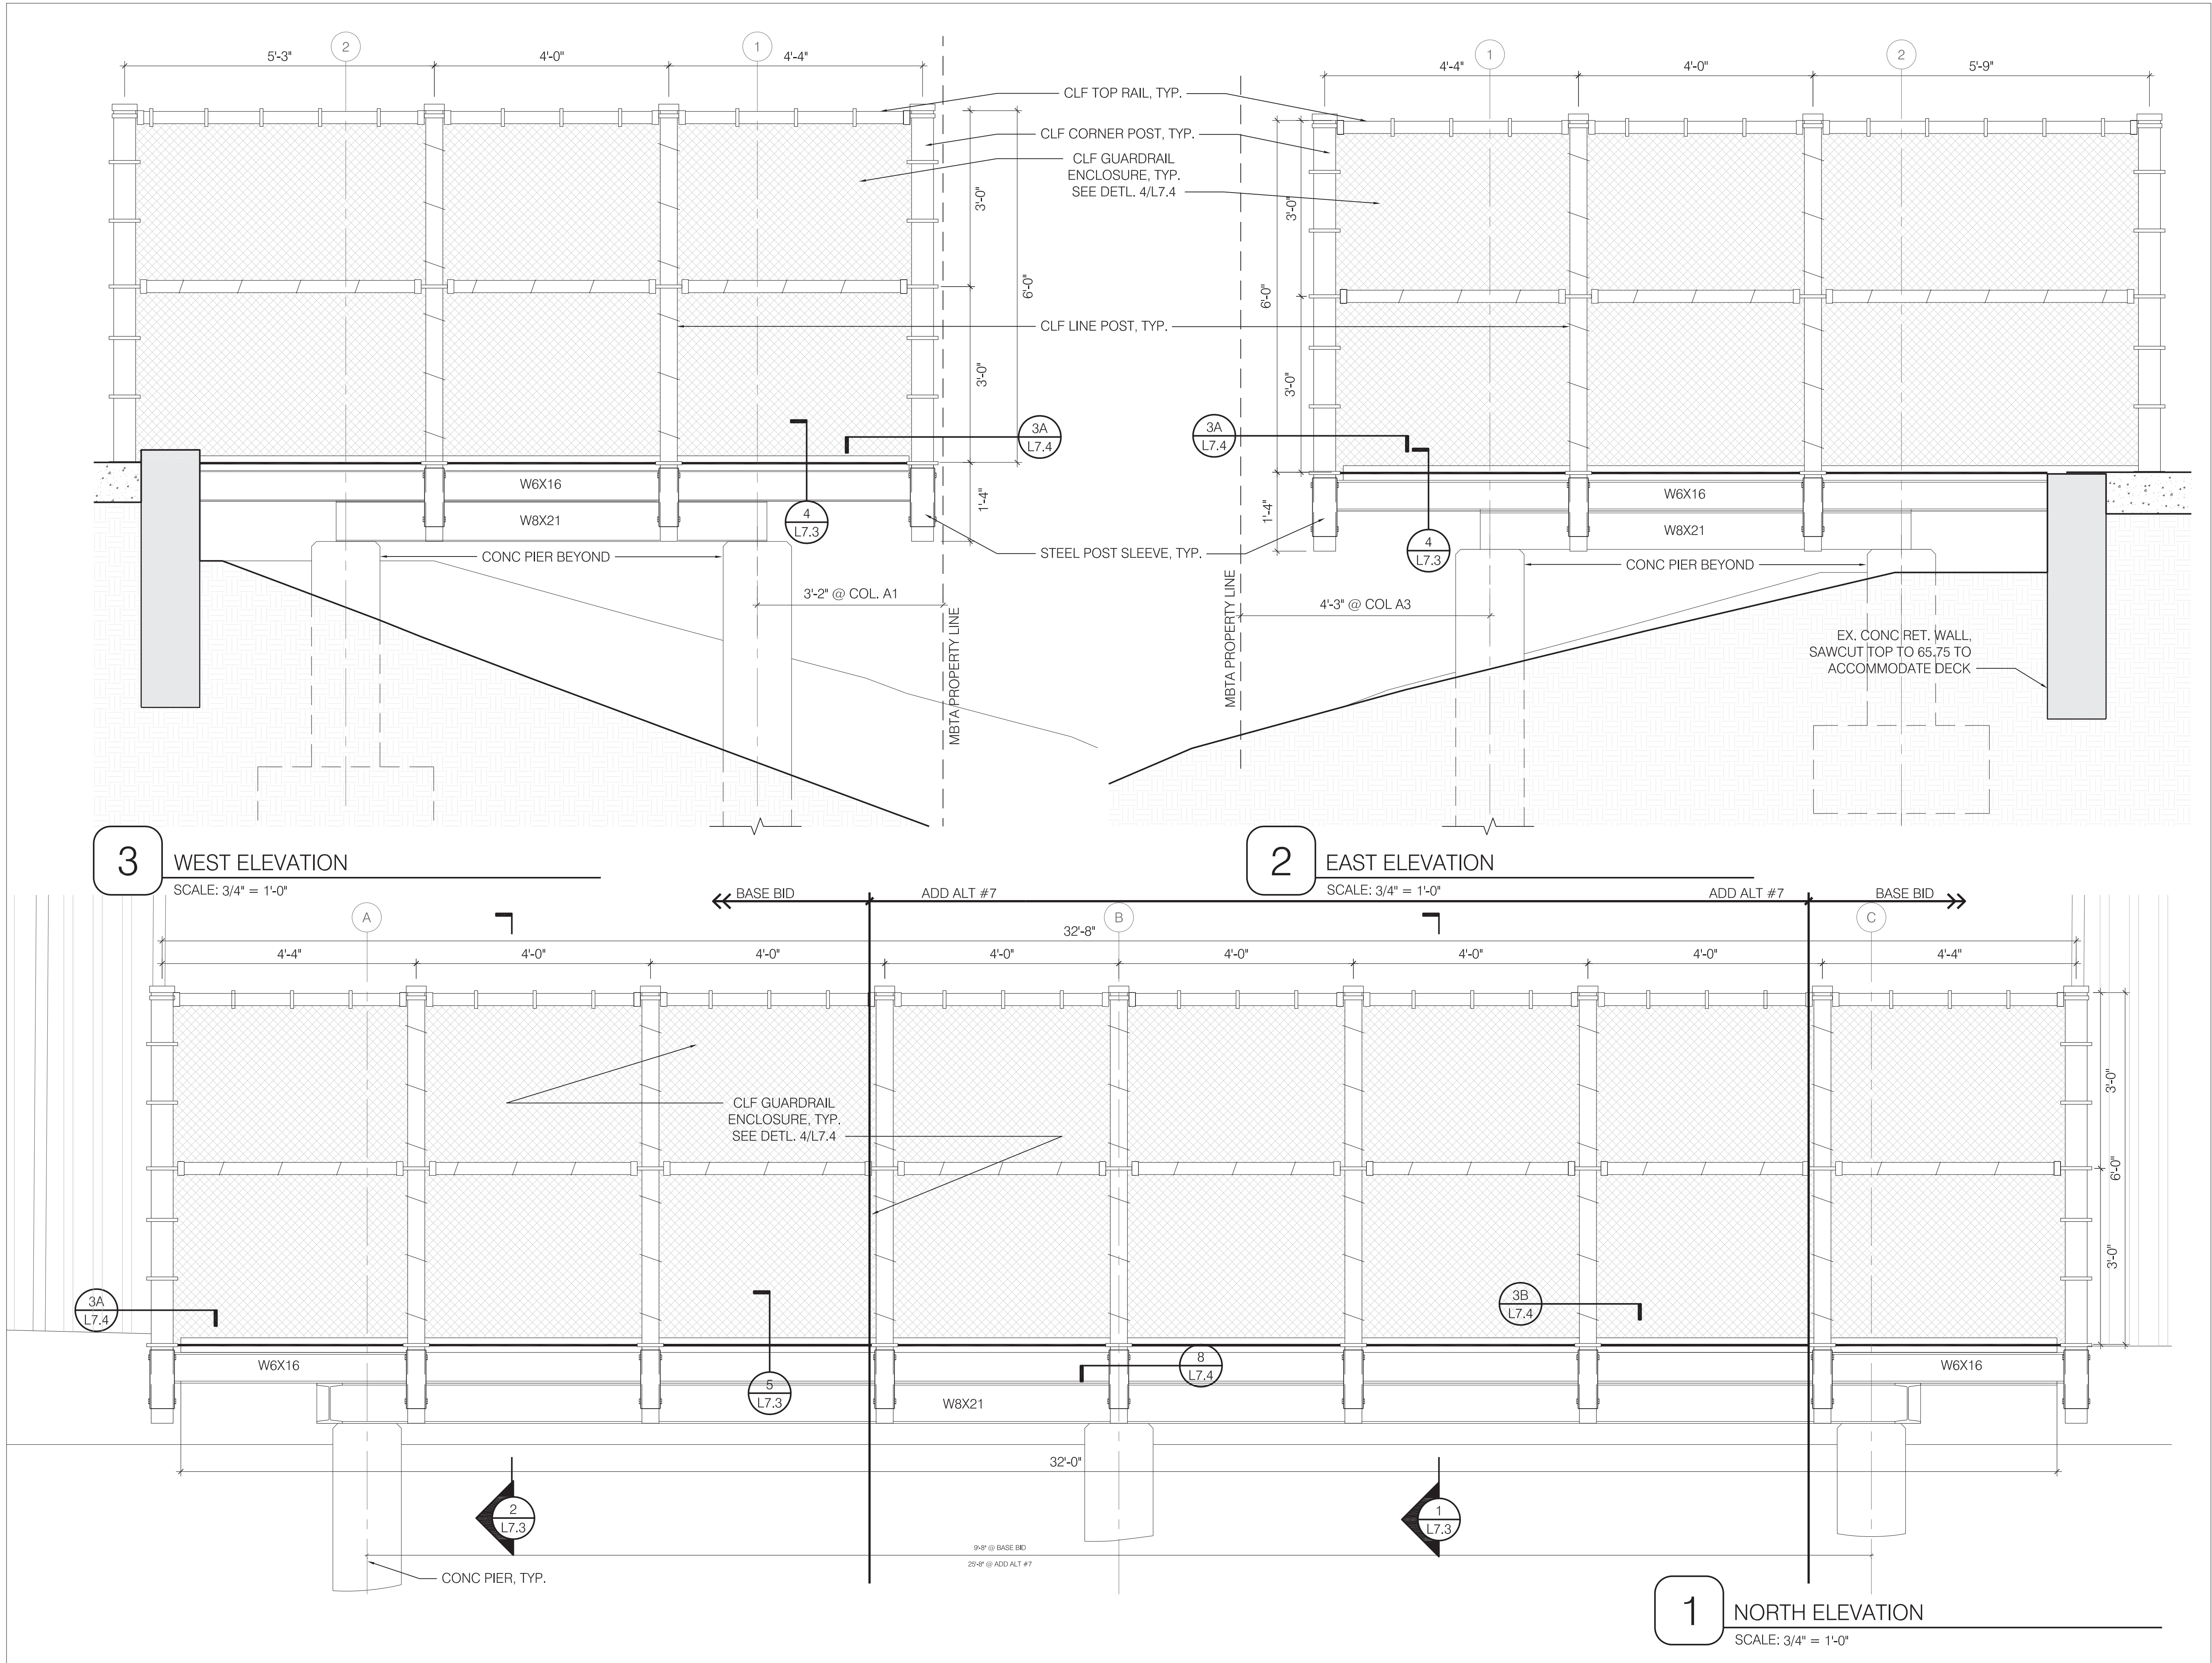 2
1
5'-3"
4'-0"
4'-4"
CLF TOP RAIL, TYP.
CLF CORNER POST, TYP.
CLF GUARDRAIL
ENCLOSURE, TYP.
SEE DETL. 4/L7.4
CLF LINE POST, TYP.
STEEL POST SLEEVE, TYP.
3'-0"
3'-0"
6'-0"
1'-4"
3A
L7.4
4
L7.3
W6X16
W8X21
CONC PIER BEYOND
3'-2" @ COL. A1
MBTA PROPERTY LINE
3
WEST ELEVATION
SCALE: 3/4" = 1'-0"
1
2
4'-4"
4'-0"
5'-9"
3'-0"
6'-0"
3'-0"
1'-4"
3A
L7.4
4
L7.3
W6X16
W8X21
CONC PIER BEYOND
4'-3" @ COL A3
MBTA PROPERTY LINE
EX. CONC RET. WALL,
SAWCUT TOP TO 65.75 TO
ACCOMMODATE DECK
2
EAST ELEVATION
SCALE: 3/4" = 1'-0"
BASE BID
ADD ALT #7
ADD ALT #7
BASE BID
A
B
C
32'-8"
4'-4"
4'-0"
4'-0"
4'-0"
4'-0"
4'-0"
4'-0"
4'-4"
CLF GUARDRAIL
ENCLOSURE, TYP.
SEE DETL. 4/L7.4
3'-0"
6'-0"
3'-0"
3A
L7.4
3B
L7.4
W6X16
5
L7.3
8
L7.4
W8X21
W6X16
32'-0"
2
L7.3
1
L7.3
9'-8" @ BASE BID
25'-8" @ ADD ALT #7
CONC PIER, TYP.
1
NORTH ELEVATION
SCALE: 3/4" = 1'-0"